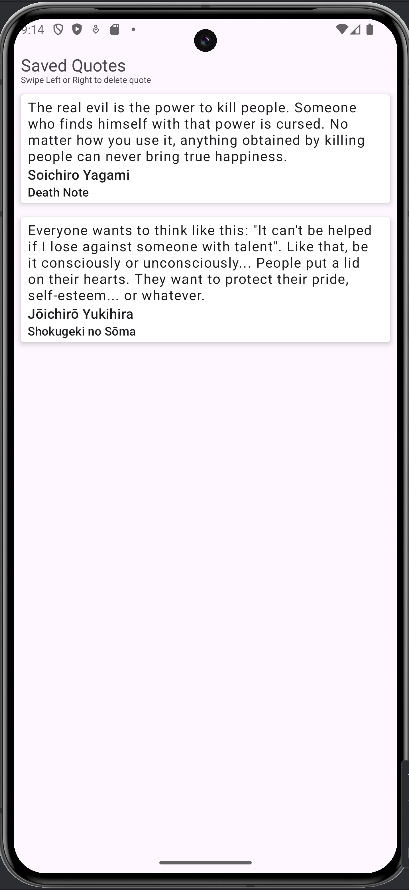 9:14
Saved Quotes
Swipe Left or Right to delete quote
The real evil is the power to kill people. Someone
who finds himself with that power is cursed. No
matter how you use it, anything obtained by killing
people can never bring true happiness.
Soichiro Yagami
Death Note
Everyone wants to think like this: "It can't be helped
if I lose against someone with talent". Like that, be
it consciously or unconsciously... People put a lid
on their hearts. They want to protect their pride,
self-esteem... or whatever.
Jōichirō Yukihira
Shokugeki no Sōma